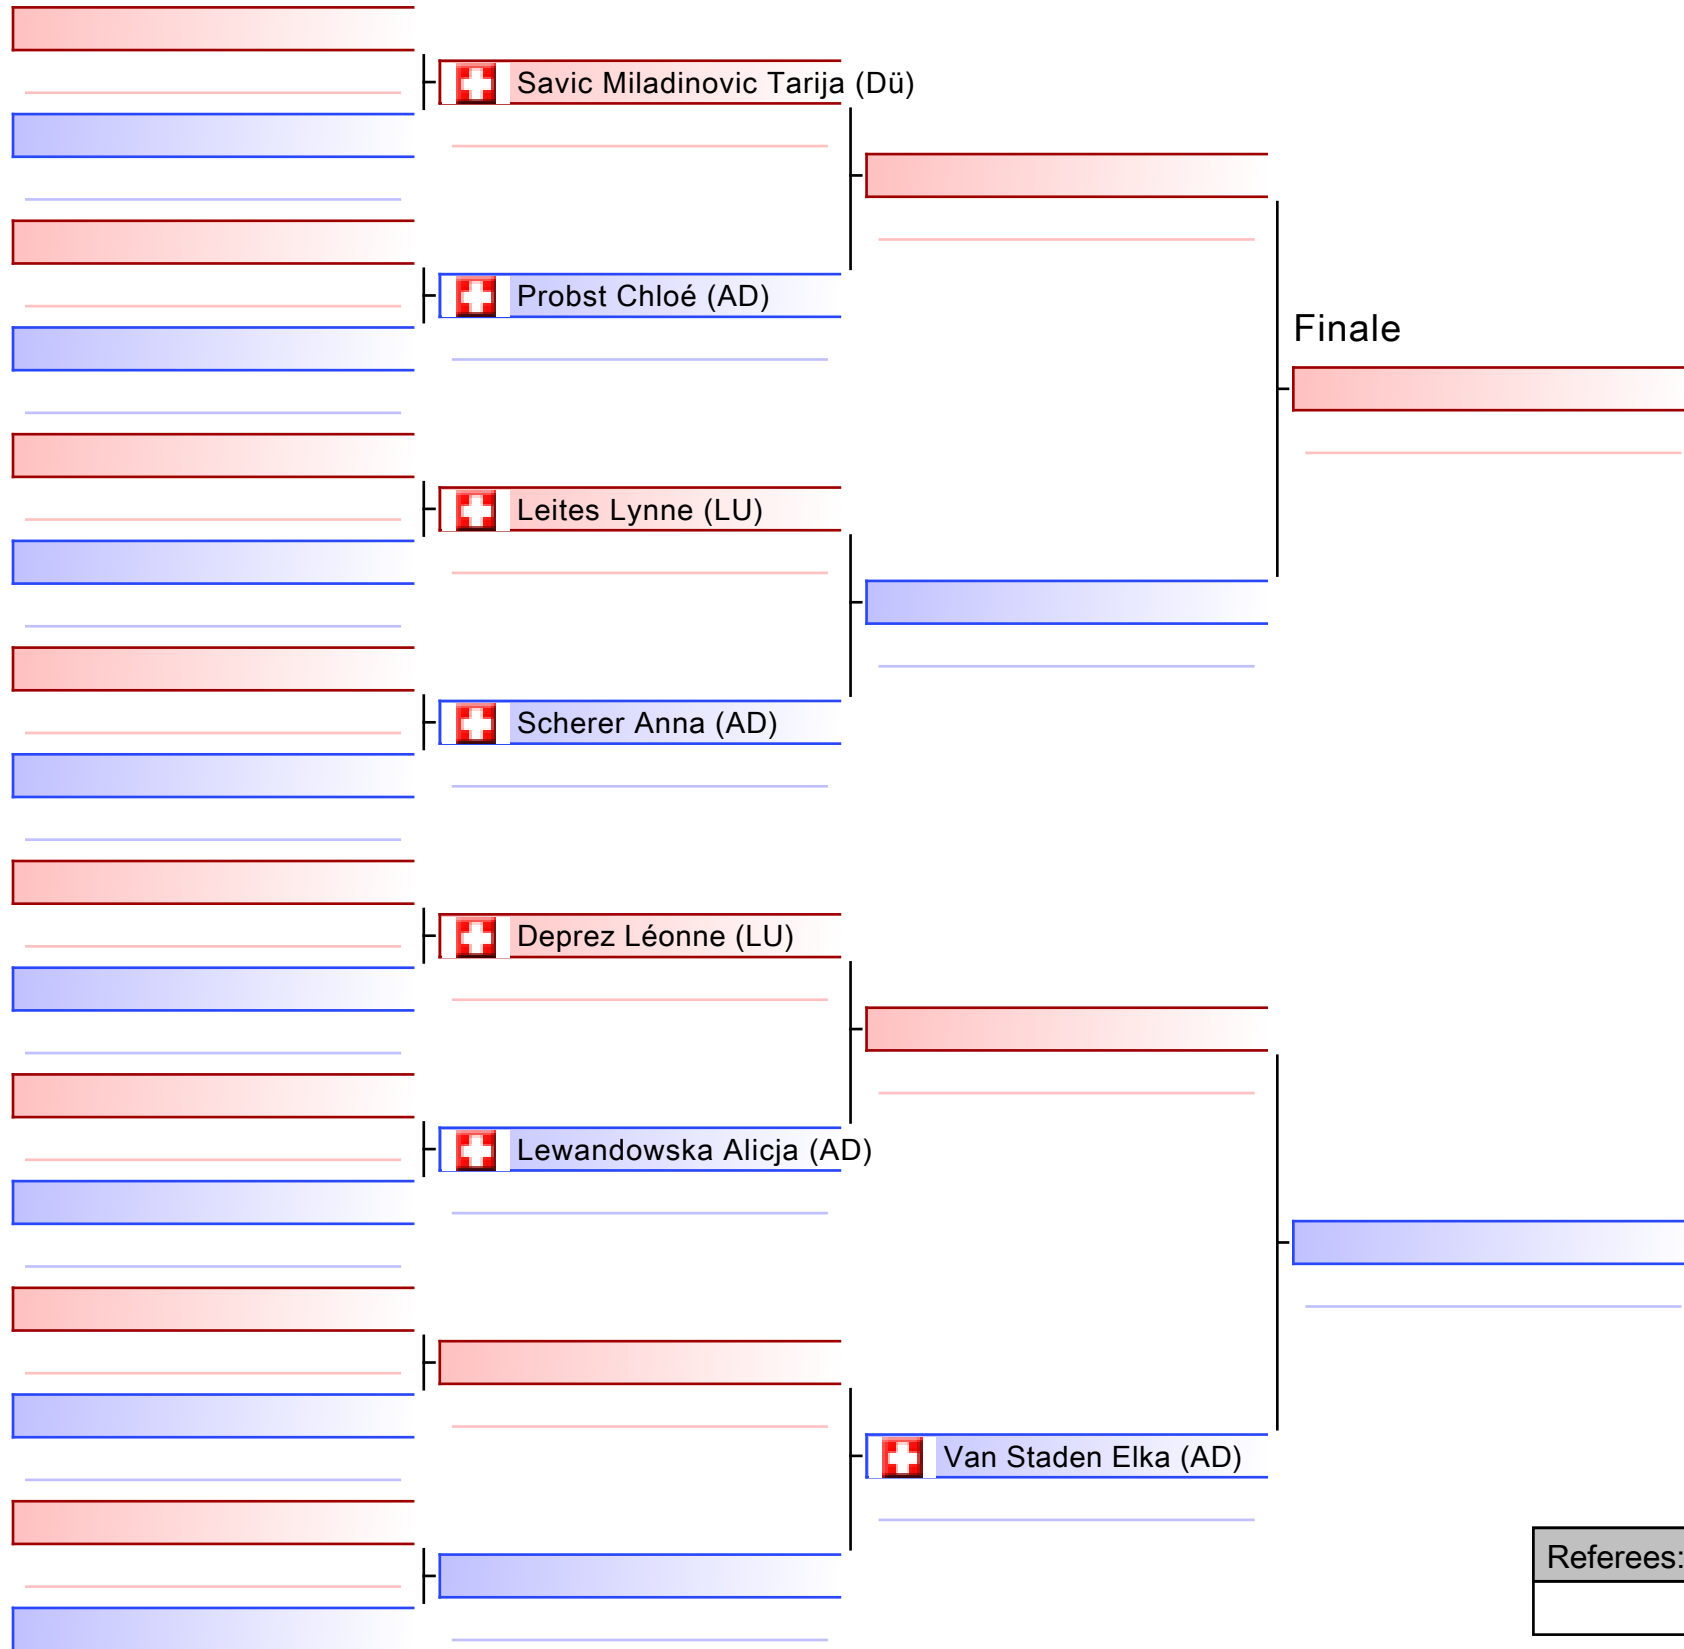 Savic Miladinovic Tarija (Dü)
Probst Chloé (AD)
Finale
Leites Lynne (LU)
Scherer Anna (AD)
Deprez Léonne (LU)
Lewandowska Alicja (AD)
Van Staden Elka (AD)
Referees: